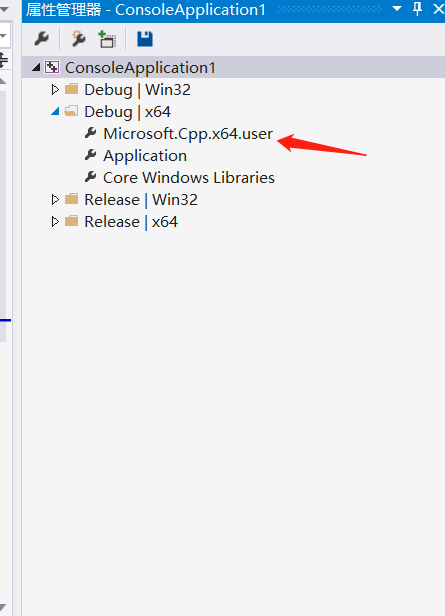 属性管理器 - ConsoleApplication1
ConsoleApplication1
Debug | Win32
Debug | x64
Microsoft.Cpp.x64.user
Application
Core Windows Libraries
Release | Win32
Release | x64